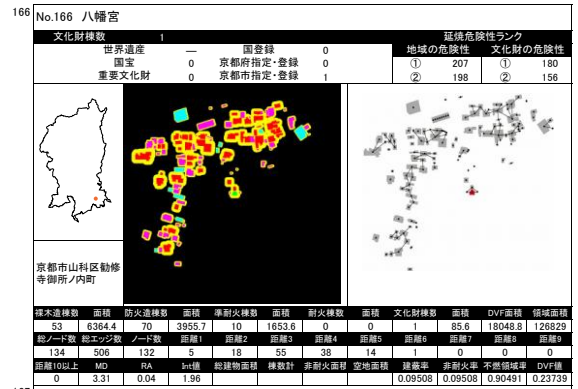 166
No.166 八幡宮
文化財棟数 1 延焼危険性ランク
世界遺産 — 国登録 0 地域の危険性 文化財の危険性
国宝 0 京都府指定・登録 0 ① 207 ① 180
重要文化財 0 京都市指定・登録 1 ② 198 ② 156
京都市山科区勧修
寺御所ノ内町
裸木造棟数 面積 防火造棟数 面積 準耐火棟数 面積 耐火棟数 面積 文化財棟数 面積 DVF面積 領域面積
53 6364.4 70 3955.7 10 1653.6 0 0 1 85.6 18048.8 126829
総ノード数 総エッジ数 ノード数 距離1 距離2 距離3 距離4 距離5 距離6 距離7 距離8 距離9
134 506 132 5 18 55 38 14 1 0 0 0
距離10以上 MD RA Int値 総建物面積 棟数計 非耐火面積 空地面積 建蔽率 非耐火率 不燃領域率 DVF値
0 3.31 0.04 1.96 0.09508 0.09508 0.90491 0.23739